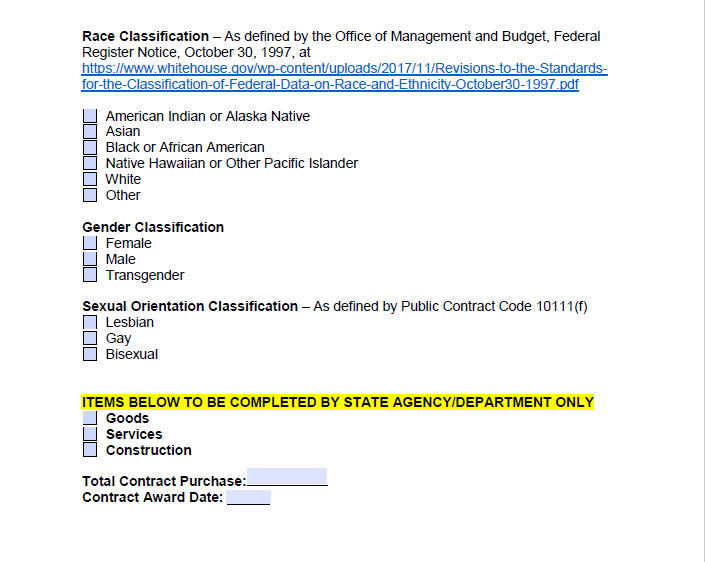 Race Classification – As defined by the Office of Management and Budget, Federal
Register Notice, October 30, 1997, at
https://www.whitehouse.gov/wp-content/uploads/2017/11/Revisions-to-the-Standards-
for-the-Classification-of-Federal-Data-on-Race-and-Ethnicity-October30-1997.pdf
American Indian or Alaska Native
Asian
Black or African American
Native Hawaiian or Other Pacific Islander
White
Other
Gender Classification
Female
Male
Transgender
Sexual Orientation Classification – As defined by Public Contract Code 10111(f)
Lesbian
Gay
Bisexual
ITEMS BELOW TO BE COMPLETED BY STATE AGENCY/DEPARTMENT ONLY
Goods
Services
Construction
Total Contract Purchase:
Contract Award Date: